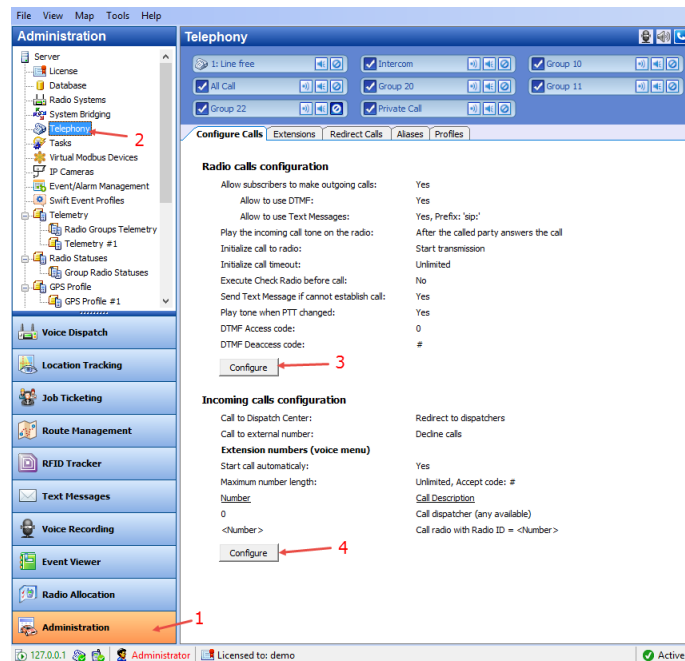 File View Map Tools Help
Administration
Server
License
Database
Radio Systems
System Bridging
Telephony
2
Tasks
Virtual Modbus Devices
IP Cameras
Event/Alarm Management
Swift Event Profiles
Telemetry
Radio Groups Telemetry
Telemetry #1
Radio Statuses
Group Radio Statuses
GPS Profile
GPS Profile #1
Voice Dispatch
Location Tracking
Job Ticketing
Route Management
RFID Tracker
Text Messages
Voice Recording
Event Viewer
Radio Allocation
Administration
1
Telephony
1: Line free Intercom Group 10
All Call Group 20 Group 11
Group 22 Private Call
Configure Calls Extensions Redirect Calls Aliases Profiles
Radio calls configuration
Allow subscribers to make outgoing calls: Yes
Allow to use DTMF: Yes
Allow to use Text Messages: Yes, Prefix: 'sip:'
Play the incoming call tone on the radio: After the called party answers the call
Initialize call to radio: Start transmission
Initialize call timeout: Unlimited
Execute Check Radio before call: No
Send Text Message if cannot establish call: Yes
Play tone when PTT changed: Yes
DTMF Access code: 0
DTMF Deaccess code: #
Configure 3
Incoming calls configuration
Call to Dispatch Center: Redirect to dispatchers
Call to external number: Decline calls
Extension numbers (voice menu)
Start call automaticaly: Yes
Maximum number length: Unlimited, Accept code: #
Number Call Description
0 Call dispatcher (any available)
<Number> Call radio with Radio ID = <Number>
Configure 4
127.0.0.1 Administrator Licensed to: demo Active